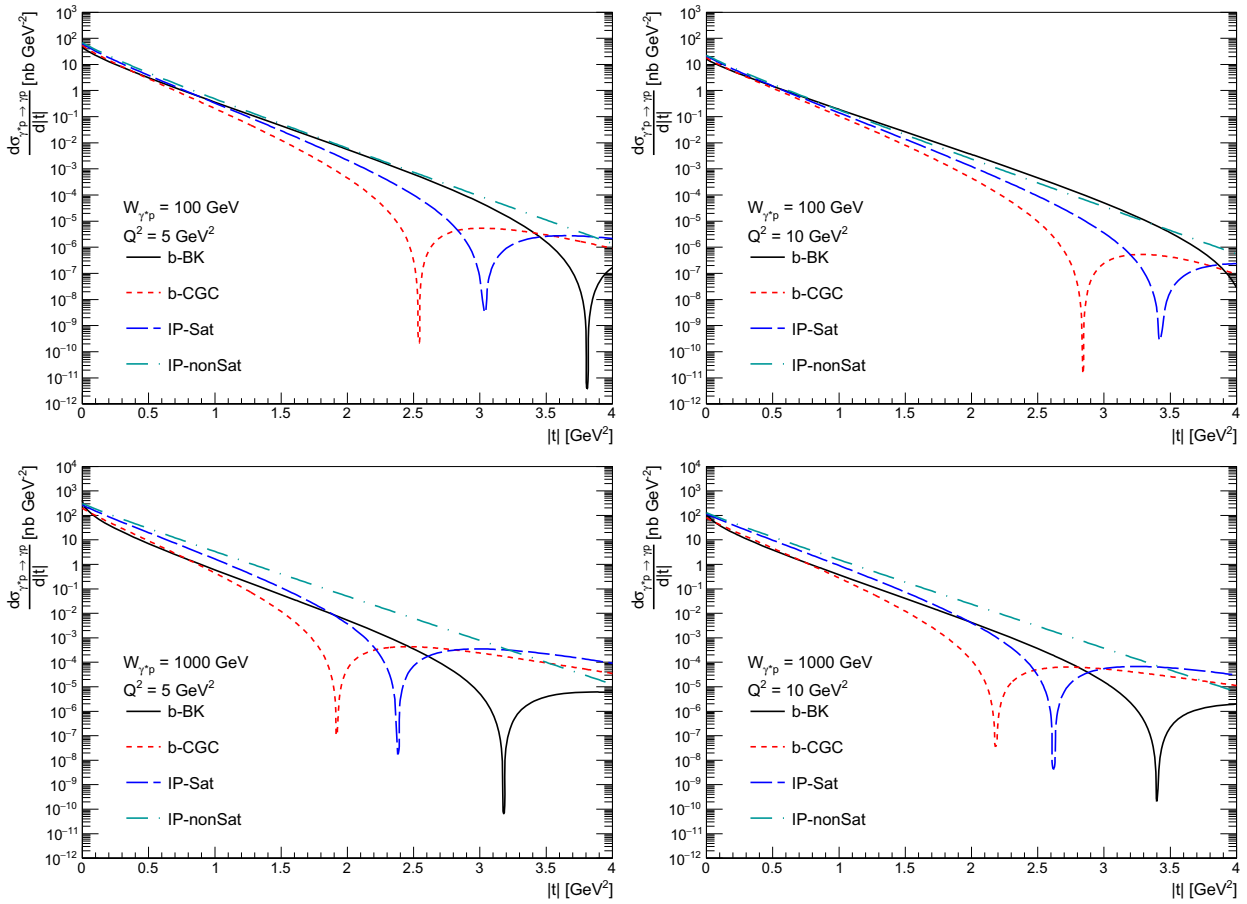 dσγ*p → γp / d|t| [nb GeV⁻²]
10³
10²
10
1
10⁻¹
10⁻²
10⁻³
10⁻⁴
10⁻⁵
10⁻⁶
10⁻⁷
10⁻⁸
10⁻⁹
10⁻¹⁰
10⁻¹¹
10⁻¹²
Wγ*p = 100 GeV
Q² = 5 GeV²
b-BK
b-CGC
IP-Sat
IP-nonSat
0 0.5 1 1.5 2 2.5 3 3.5 4
|t| [GeV²]
dσγ*p → γp / d|t| [nb GeV⁻²]
10³
10²
10
1
10⁻¹
10⁻²
10⁻³
10⁻⁴
10⁻⁵
10⁻⁶
10⁻⁷
10⁻⁸
10⁻⁹
10⁻¹⁰
10⁻¹¹
10⁻¹²
Wγ*p = 100 GeV
Q² = 10 GeV²
b-BK
b-CGC
IP-Sat
IP-nonSat
0 0.5 1 1.5 2 2.5 3 3.5 4
|t| [GeV²]
dσγ*p → γp / d|t| [nb GeV⁻²]
10⁴
10³
10²
10
1
10⁻¹
10⁻²
10⁻³
10⁻⁴
10⁻⁵
10⁻⁶
10⁻⁷
10⁻⁸
10⁻⁹
10⁻¹⁰
10⁻¹¹
10⁻¹²
Wγ*p = 1000 GeV
Q² = 5 GeV²
b-BK
b-CGC
IP-Sat
IP-nonSat
0 0.5 1 1.5 2 2.5 3 3.5 4
|t| [GeV²]
dσγ*p → γp / d|t| [nb GeV⁻²]
10⁴
10³
10²
10
1
10⁻¹
10⁻²
10⁻³
10⁻⁴
10⁻⁵
10⁻⁶
10⁻⁷
10⁻⁸
10⁻⁹
10⁻¹⁰
10⁻¹¹
10⁻¹²
Wγ*p = 1000 GeV
Q² = 10 GeV²
b-BK
b-CGC
IP-Sat
IP-nonSat
0 0.5 1 1.5 2 2.5 3 3.5 4
|t| [GeV²]